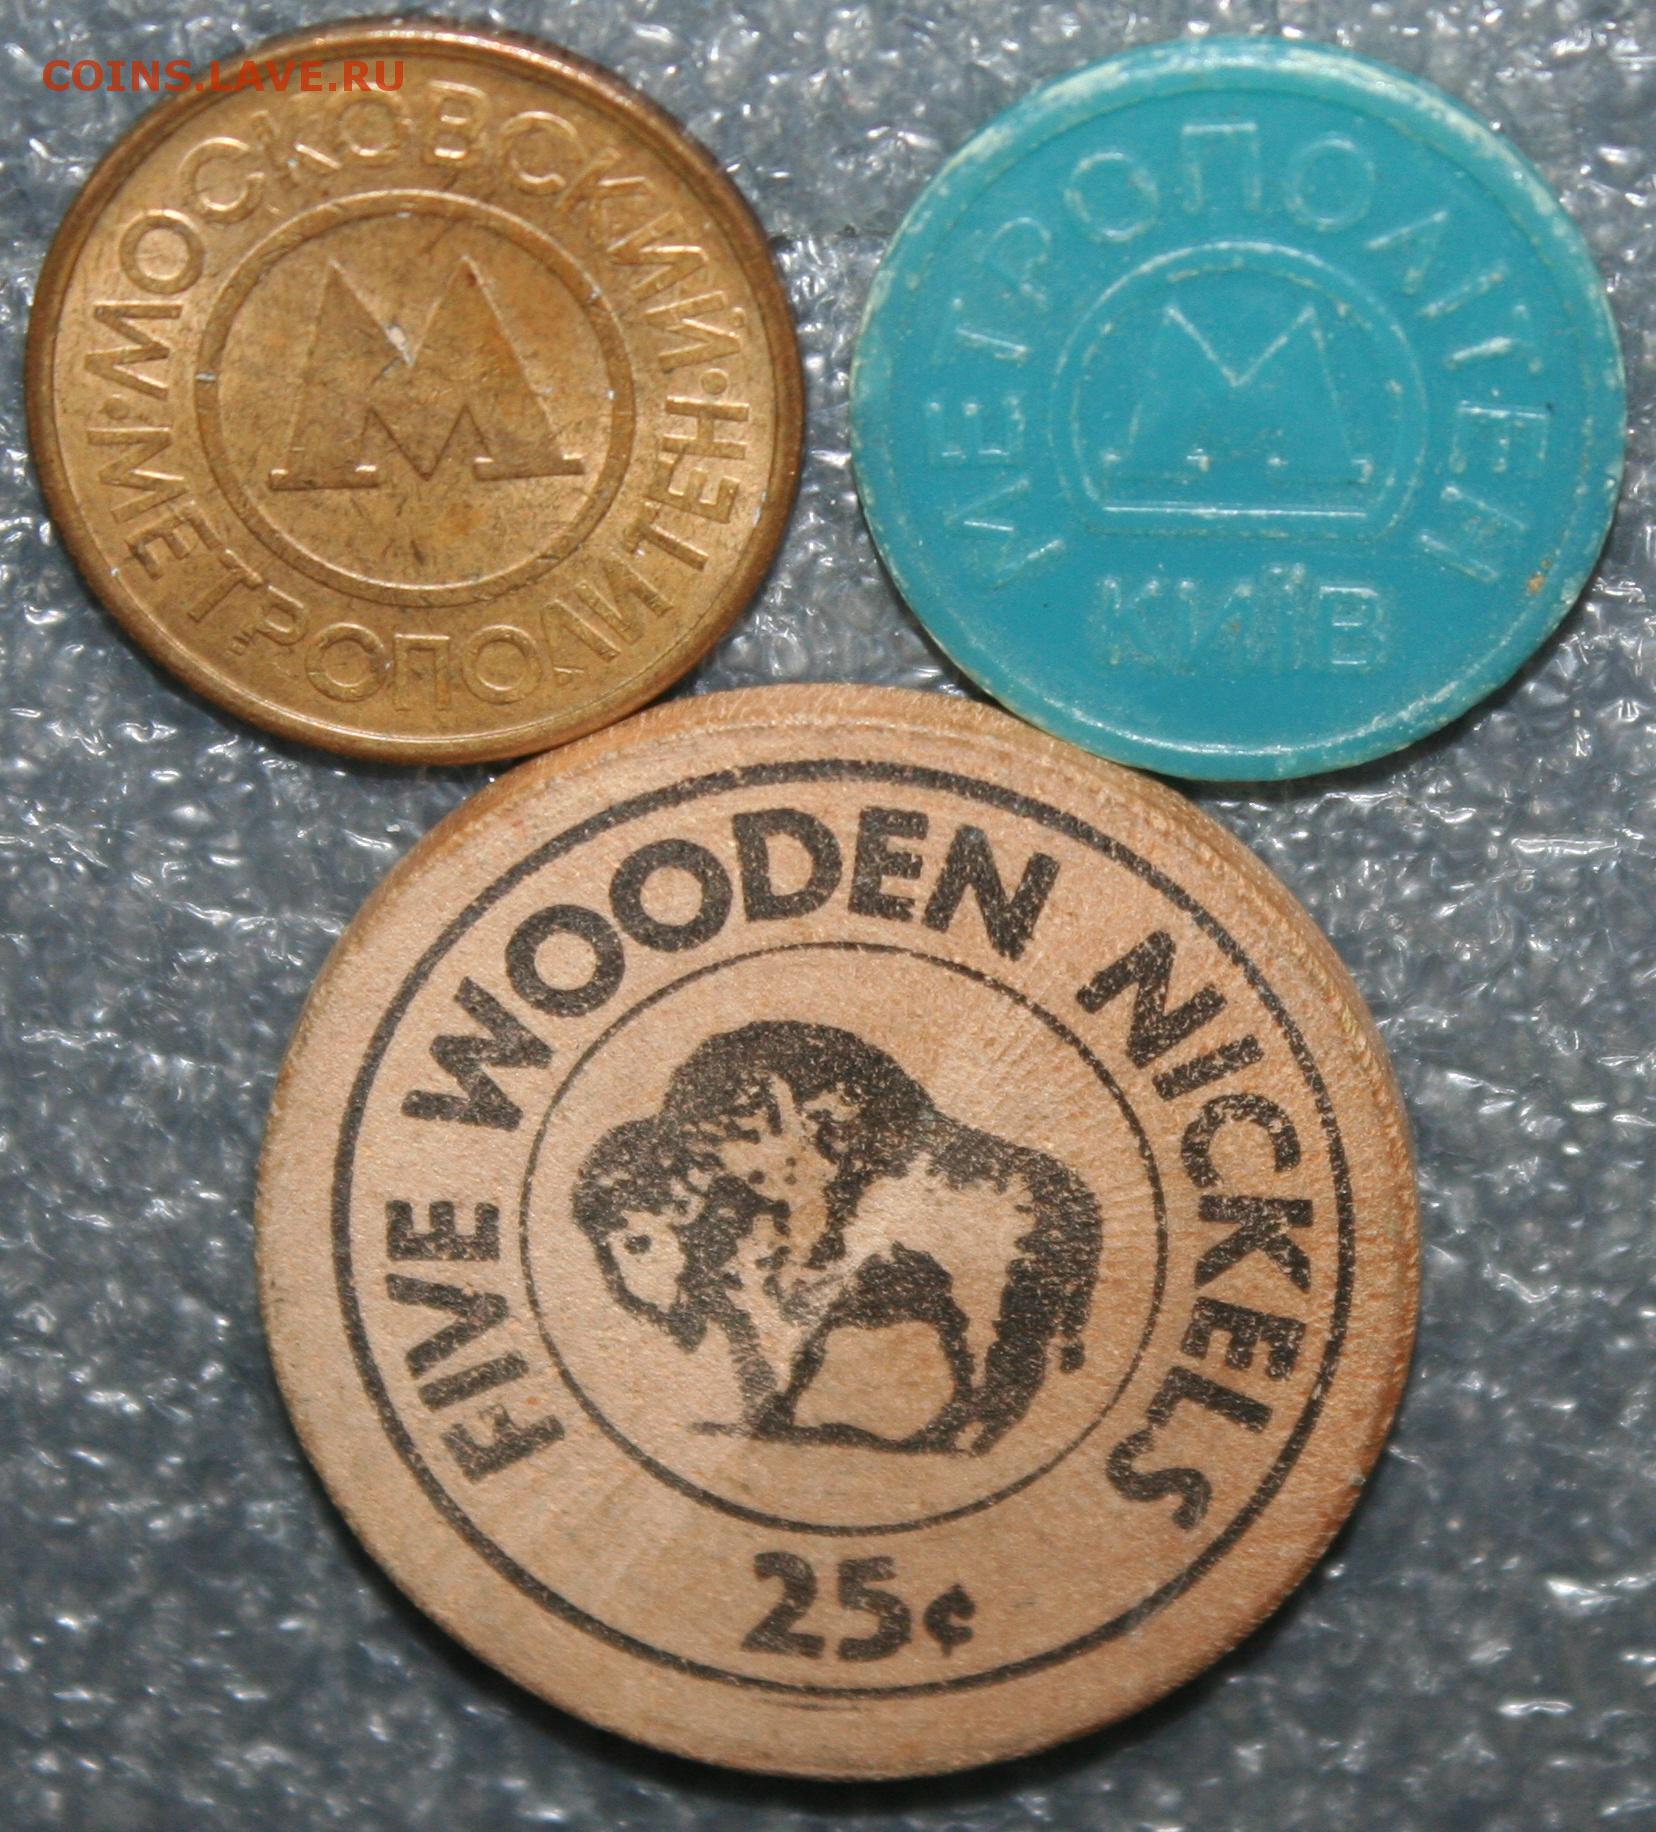 COINS.LAVE.RU
МОСКОВСКИЙ
М
МЕТРОПОЛИТЕН
МЕТРОПОЛІТЕН
М
КИЇВ
FIVE WOODEN NICKELS
25¢